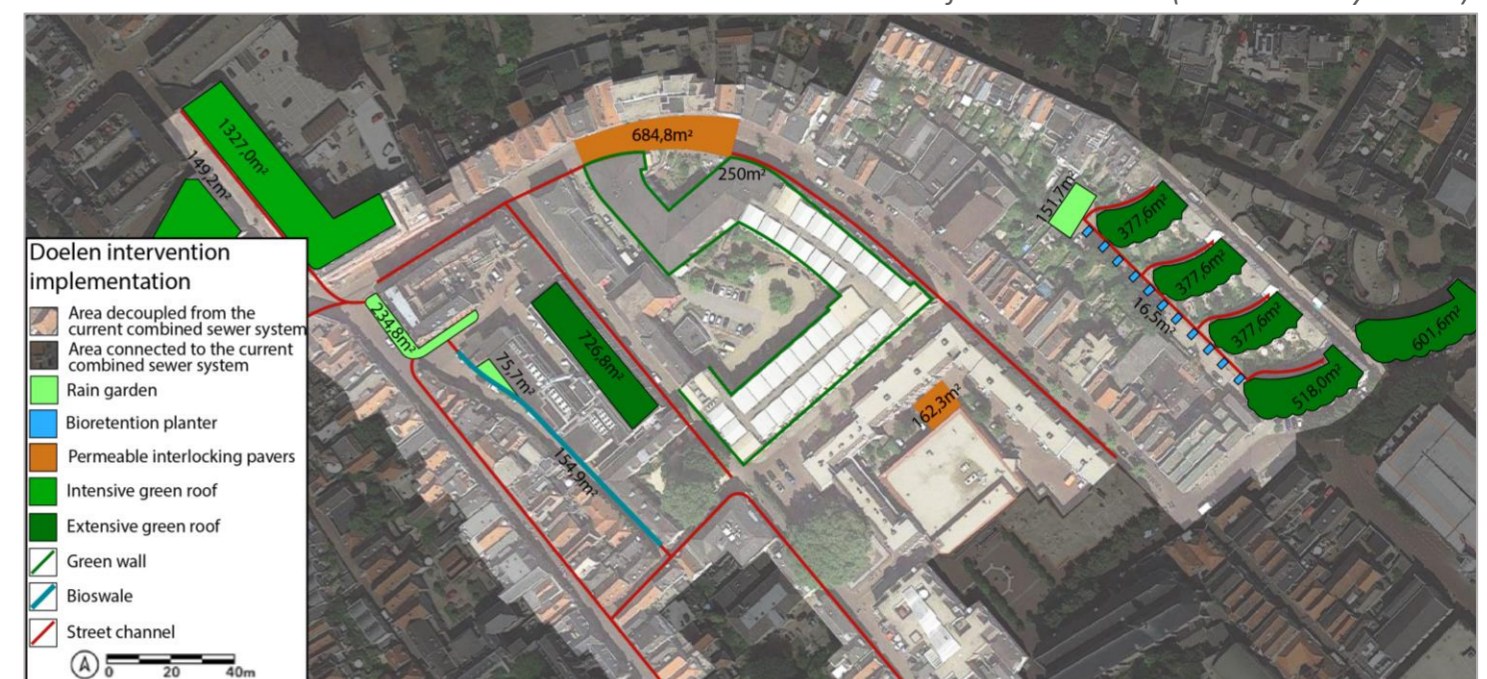 1327,0m²
149,2m²
684,8m²
250m²
151,7m²
377,6m²
377,6m²
377,6m²
16,5m²
518,0m²
601,6m²
234,8m²
75,7m²
726,8m²
154,9m²
162,3m²
Doelen intervention
implementation
Area decoupled from the
current combined sewer system
Area connected to the current
combined sewer system
Rain garden
Bioretention planter
Permeable interlocking pavers
Intensive green roof
Extensive green roof
Green wall
Bioswale
Street channel
A
0 20 40m